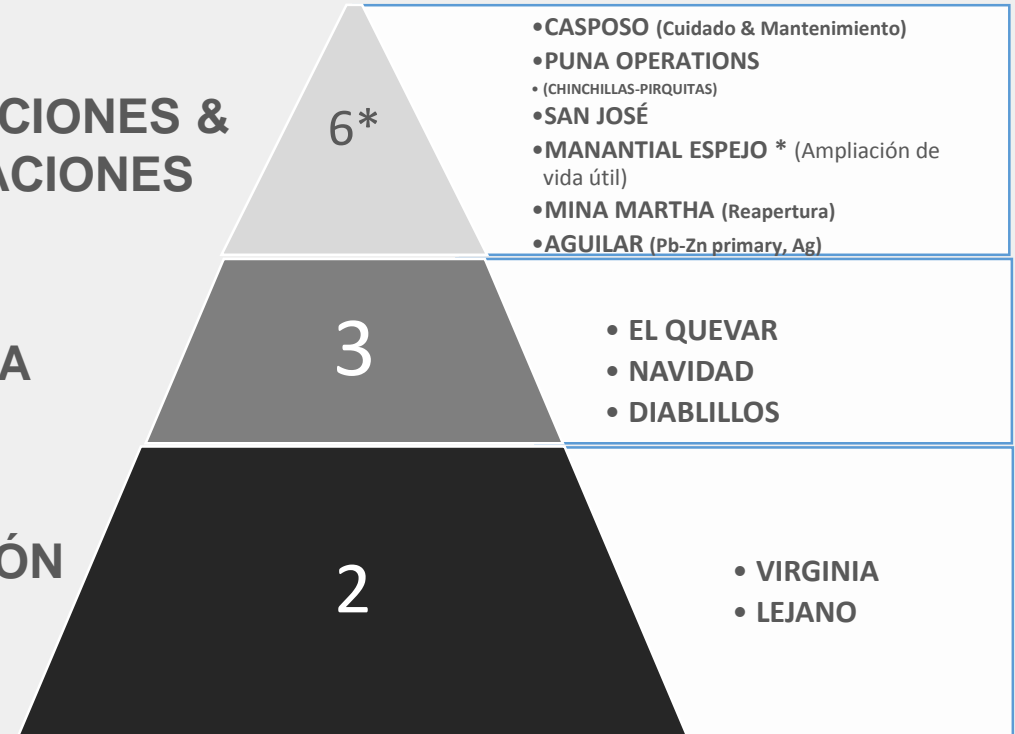 CIONES &
ACIONES
6*
•CASPOSO (Cuidado & Mantenimiento)
•PUNA OPERATIONS
• (CHINCHILLAS-PIRQUITAS)
•SAN JOSÉ
•MANANTIAL ESPEJO * (Ampliación de
vida útil)
•MINA MARTHA (Reapertura)
•AGUILAR (Pb-Zn primary, Ag)
A
3
• EL QUEVAR
• NAVIDAD
• DIABLILLOS
ÓN
2
• VIRGINIA
• LEJANO